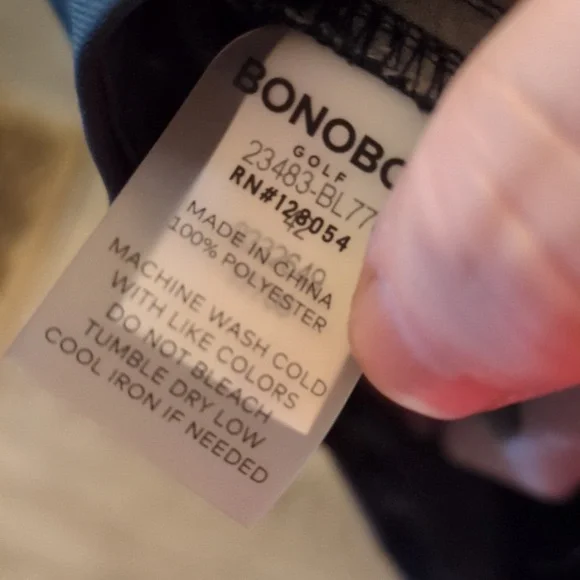 BONOBO
GOLF
23483-BL77
RN#128054
42
MADE IN CHINA
100% POLYESTER
MACHINE WASH COLD
WITH LIKE COLORS
DO NOT BLEACH
TUMBLE DRY LOW
COOL IRON IF NEEDED